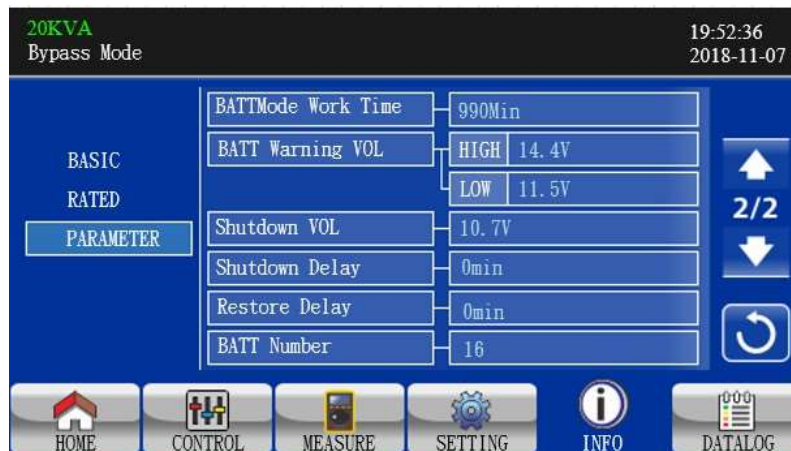 20KVA
19:52:36
Bypass Mode
2018-11-07
BASIC
RATED
PARAMETER
BATTMode Work Time
990Min
BATT Warning VOL
HIGH 14.4V
LOW 11.5V
Shutdown VOL
10.7V
Shutdown Delay
0min
Restore Delay
0min
BATT Number
16
2/2
HOME
CONTROL
MEASURE
SETTING
INFO
DATALOG